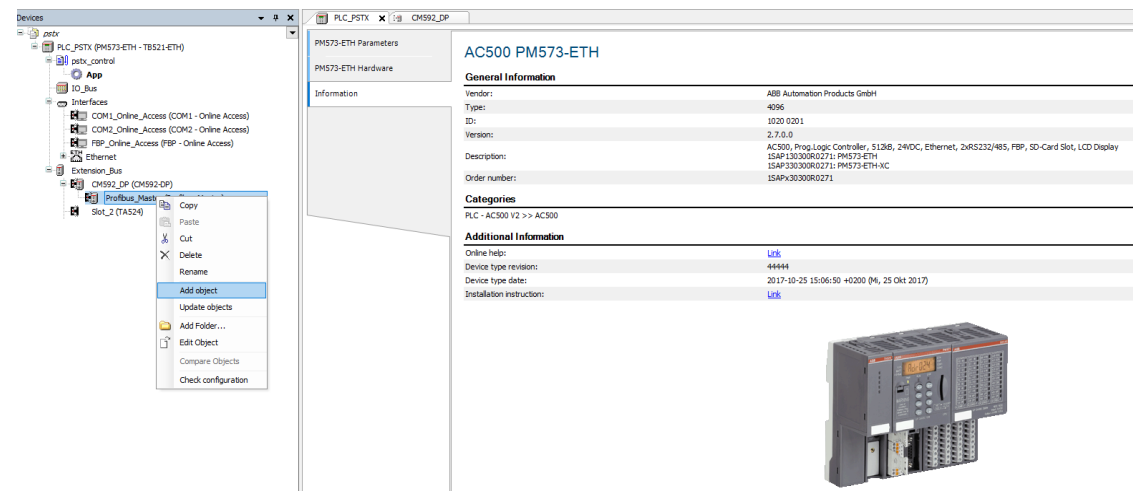 Devices
pstx
PLC_PSTX (PM573-ETH - TB521-ETH)
pstx_control
App
IO_Bus
Interfaces
COM1_Online_Access (COM1 - Online Access)
COM2_Online_Access (COM2 - Online Access)
FBP_Online_Access (FBP - Online Access)
ETH Ethernet
Extension_Bus
CM592_DP (CM592-DP)
Profibus_Maste
Slot_2 (TA524)
Copy
Paste
Cut
Delete
Rename
Add object
Update objects
Add Folder...
Edit Object
Compare Objects
Check configuration
PLC_PSTX
CM592_DP
PM573-ETH Parameters
PM573-ETH Hardware
Information
AC500 PM573-ETH
General Information
Vendor: ABB Automation Products GmbH
Type: 4096
ID: 1020 0201
Version: 2.7.0.0
Description: AC500, Prog.Logic Controller, 512kB, 24VDC, Ethernet, 2xRS232/485, FBP, SD-Card Slot, LCD Display
1SAP130300R0271: PM573-ETH
1SAP330300R0271: PM573-ETH-XC
Order number: 1SAPx30300R0271
Categories
PLC - AC500 V2 >> AC500
Additional Information
Online help: Link
Device type revision: 44444
Device type date: 2017-10-25 15:06:50 +0200 (Mi, 25 Okt 2017)
Installation instruction: Link